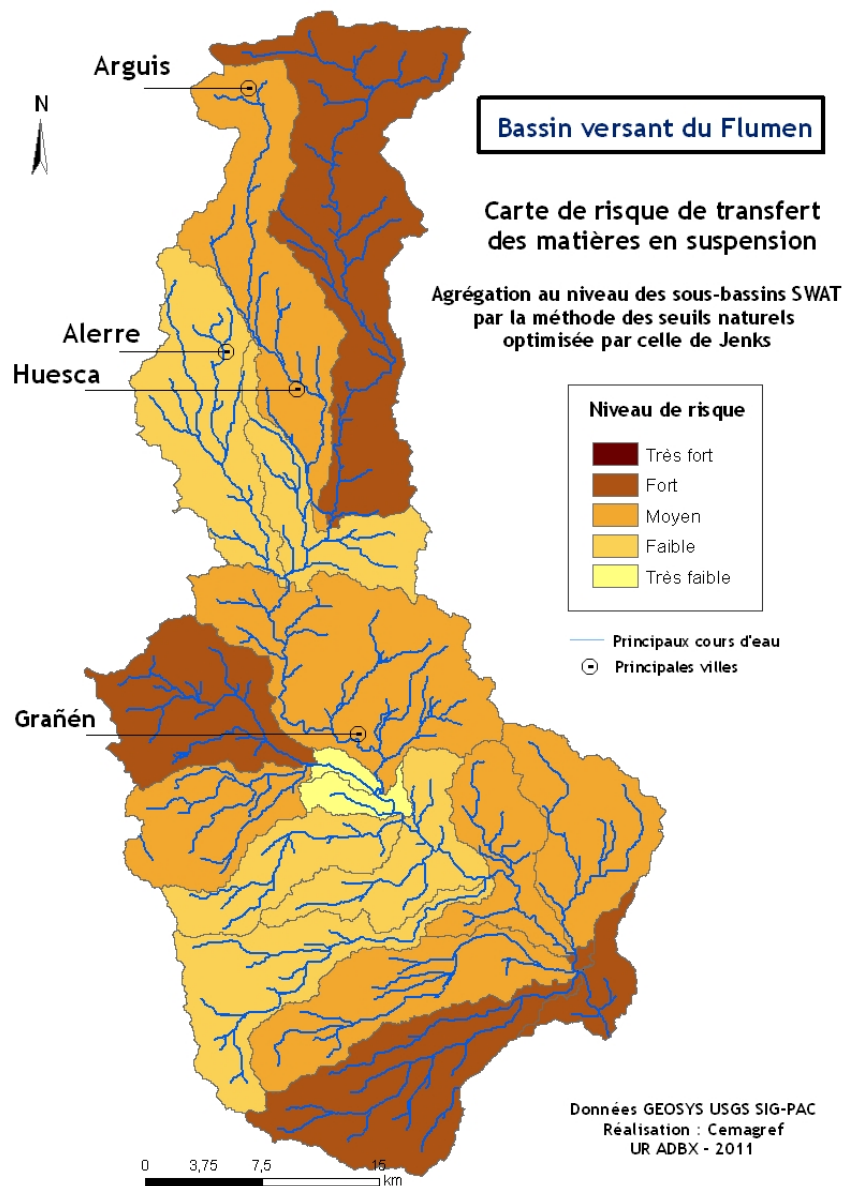 Arguis
N
Bassin versant du Flumen
Carte de risque de transfert
des matières en suspension
Agrégation au niveau des sous-bassins SWAT
par la méthode des seuils naturels
optimisée par celle de Jenks
Alerre
Huesca
Niveau de risque
Très fort
Fort
Moyen
Faible
Très faible
Principaux cours d'eau
Principales villes
Grañén
Données GEOSYS USGS SIG-PAC
Réalisation : Cemagref
UR ADBX - 2011
0 3,75 7,5 15
km